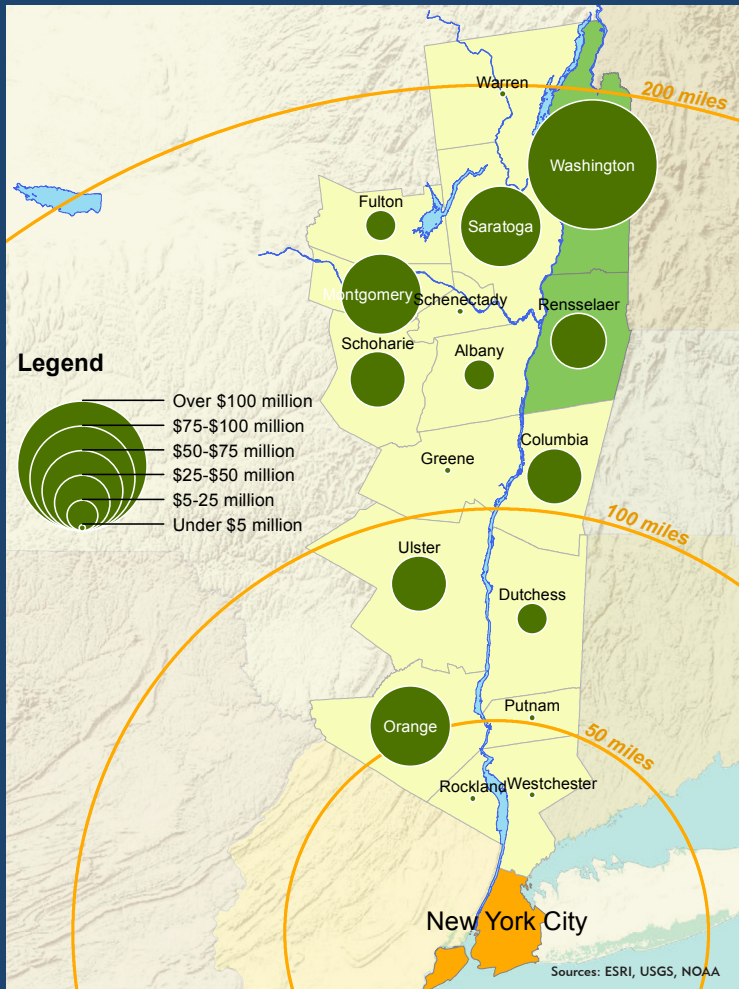 200 miles
Warren
Washington
Fulton
Saratoga
Montgomery
Schenectady
Rensselaer
Schoharie
Albany
Legend
Over $100 million
$75-$100 million
$50-$75 million
$25-$50 million
$5-25 million
Under $5 million
Columbia
Greene
100 miles
Ulster
Dutchess
Putnam
Orange
50 miles
Rockland
Westchester
New York City
Sources: ESRI, USGS, NOAA